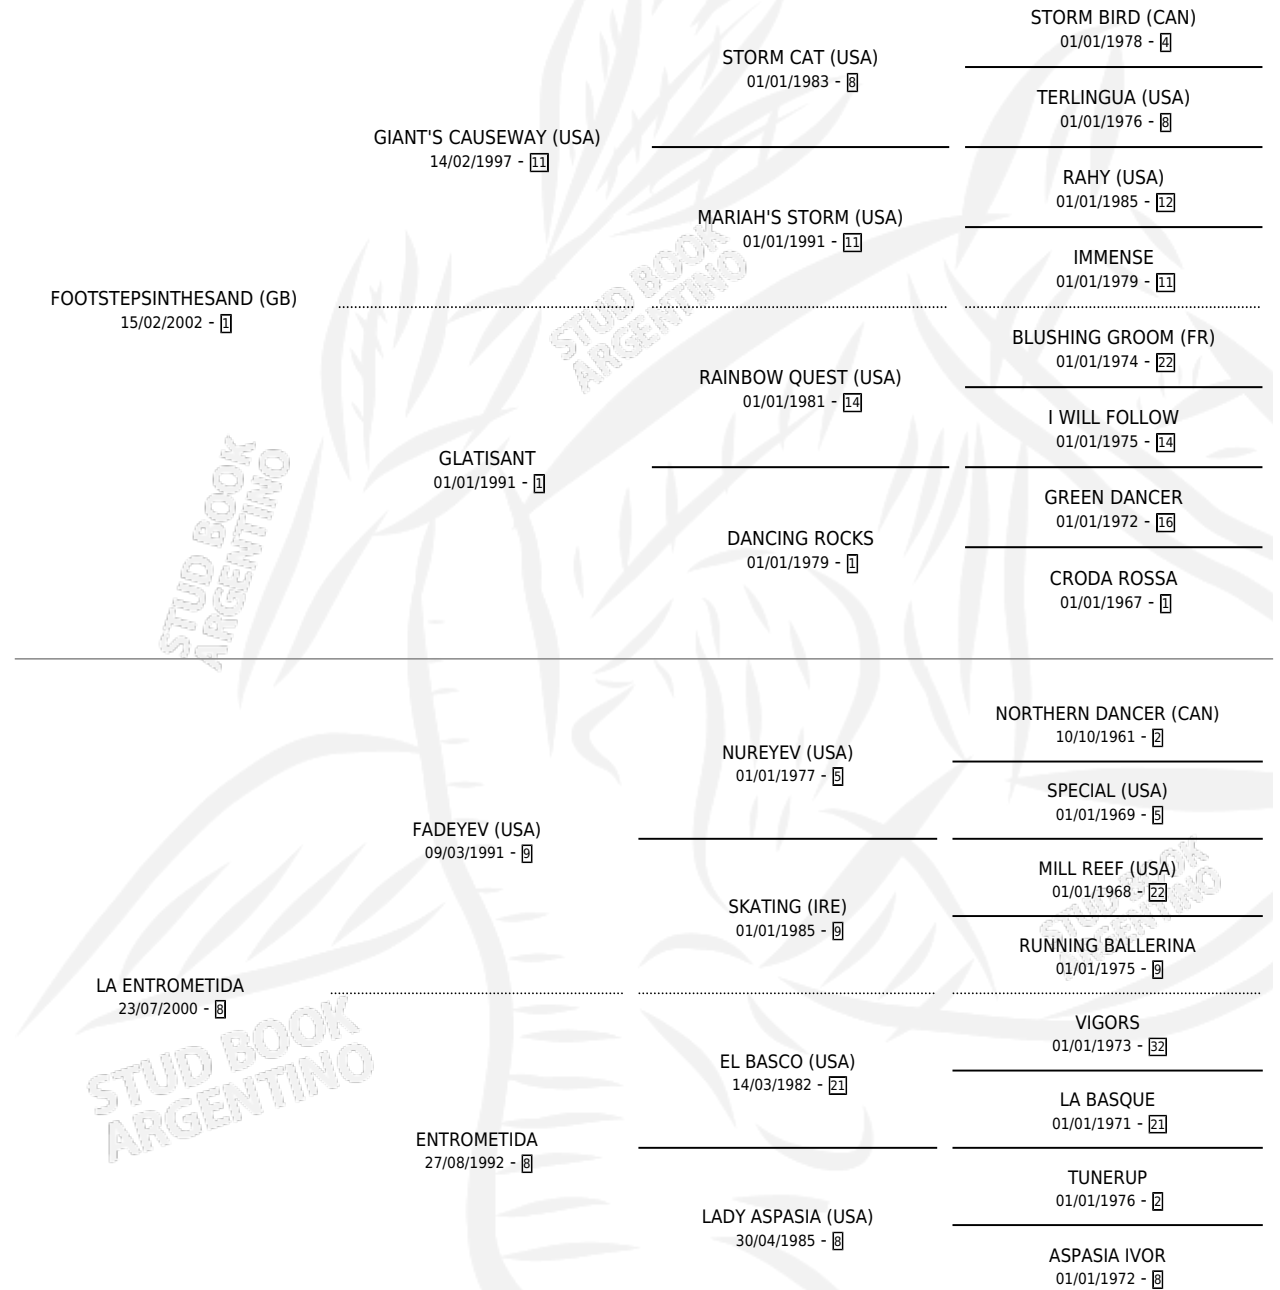 STORM BIRD (CAN)
01/01/1978 - 4
STORM CAT (USA)
01/01/1983 - 8
TERLINGUA (USA)
01/01/1976 - 8
GIANT'S CAUSEWAY (USA)
14/02/1997 - 11
RAHY (USA)
01/01/1985 - 12
MARIAH'S STORM (USA)
01/01/1991 - 11
IMMENSE
01/01/1979 - 11
FOOTSTEPSINTHESAND (GB)
15/02/2002 - 1
BLUSHING GROOM (FR)
01/01/1974 - 22
RAINBOW QUEST (USA)
01/01/1981 - 14
I WILL FOLLOW
01/01/1975 - 14
GLATISANT
01/01/1991 - 1
GREEN DANCER
01/01/1972 - 16
DANCING ROCKS
01/01/1979 - 1
CRODA ROSSA
01/01/1967 - 1
STUD BOOK
ARGENTINO
STUD BOOK
ARGENTINO
NORTHERN DANCER (CAN)
10/10/1961 - 2
NUREYEV (USA)
01/01/1977 - 5
SPECIAL (USA)
01/01/1969 - 5
FADEYEV (USA)
09/03/1991 - 9
MILL REEF (USA)
01/01/1968 - 22
SKATING (IRE)
01/01/1985 - 9
RUNNING BALLERINA
01/01/1975 - 9
STUD BOOK
ARGENTINO
LA ENTROMETIDA
23/07/2000 - 8
VIGORS
01/01/1973 - 32
EL BASCO (USA)
14/03/1982 - 21
LA BASQUE
01/01/1971 - 21
ENTROMETIDA
27/08/1992 - 8
TUNERUP
01/01/1976 - 2
LADY ASPASIA (USA)
30/04/1985 - 8
ASPASIA IVOR
01/01/1972 - 8
STUD BOOK
ARGENTINO